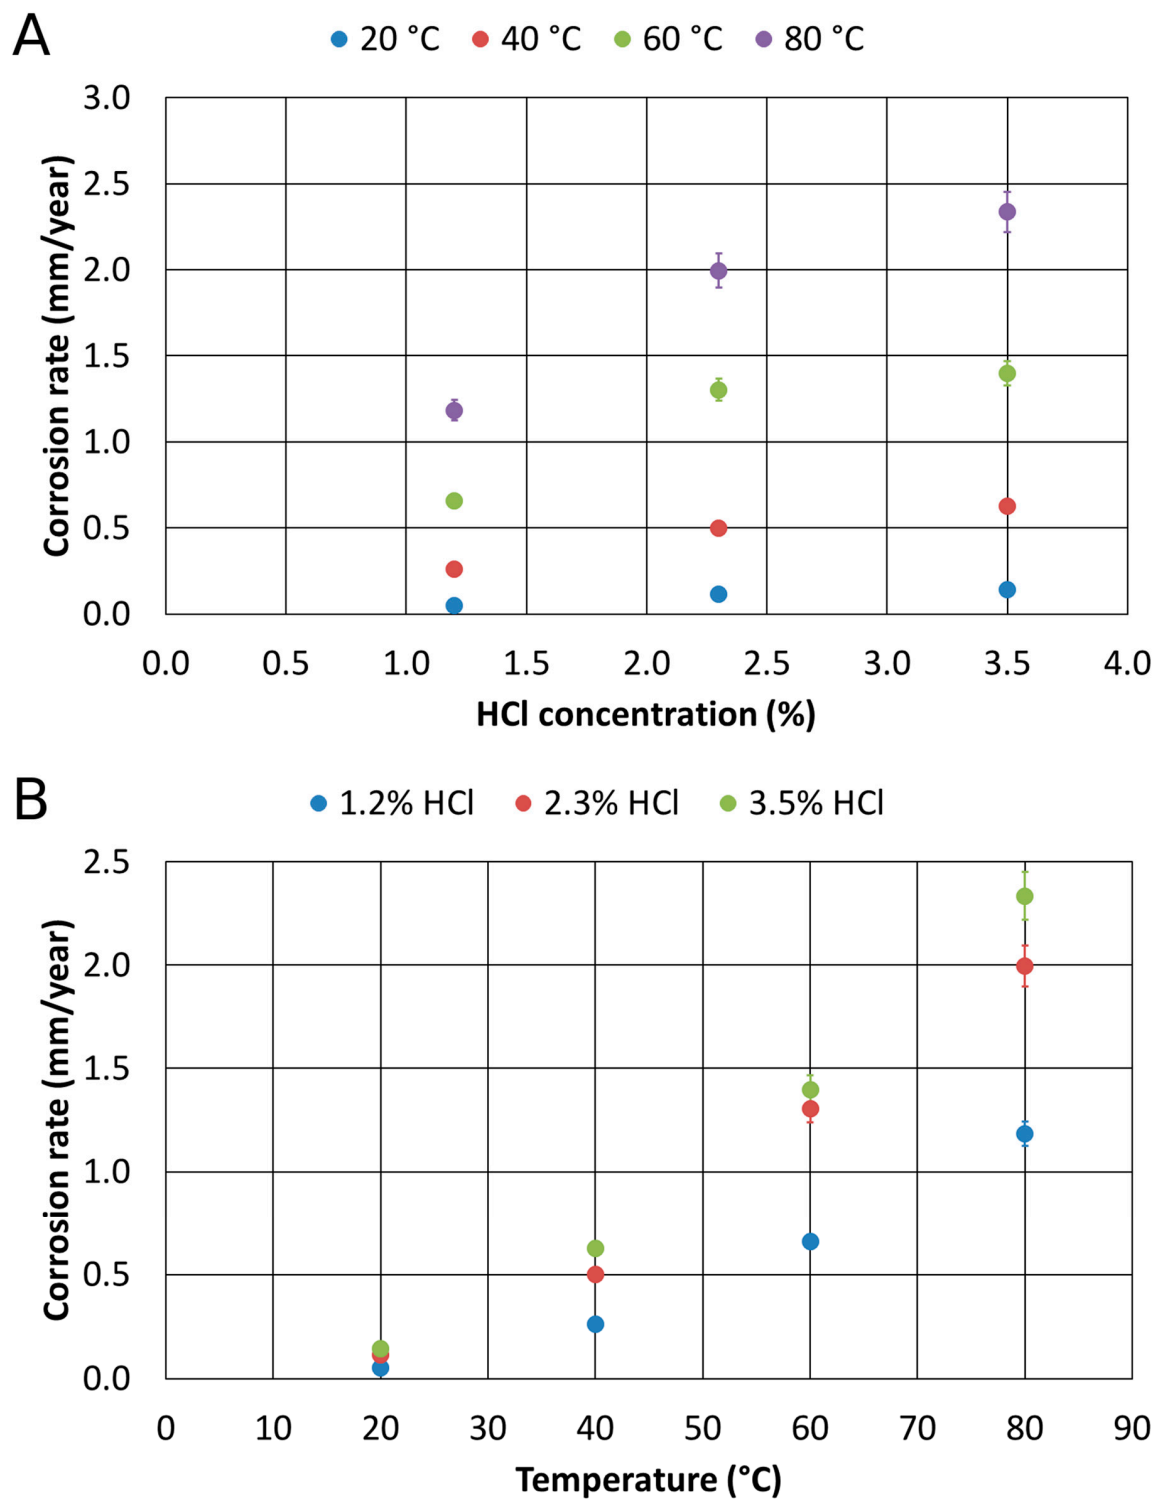 A
20 °C 40 °C 60 °C 80 °C
3.0
2.5
2.0
1.5
1.0
0.5
0.0
Corrosion rate (mm/year)
0.0 0.5 1.0 1.5 2.0 2.5 3.0 3.5 4.0
HCl concentration (%)
B
1.2% HCl 2.3% HCl 3.5% HCl
2.5
2.0
1.5
1.0
0.5
0.0
Corrosion rate (mm/year)
0 10 20 30 40 50 60 70 80 90
Temperature (°C)